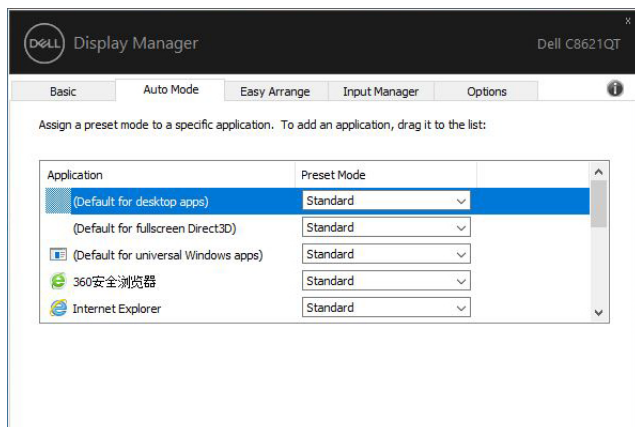 DELL Display Manager Dell C8621QT
Basic Auto Mode Easy Arrange Input Manager Options
Assign a preset mode to a specific application. To add an application, drag it to the list:
Application Preset Mode
(Default for desktop apps) Standard
(Default for fullscreen Direct3D) Standard
(Default for universal Windows apps) Standard
360安全浏览器 Standard
Internet Explorer Standard